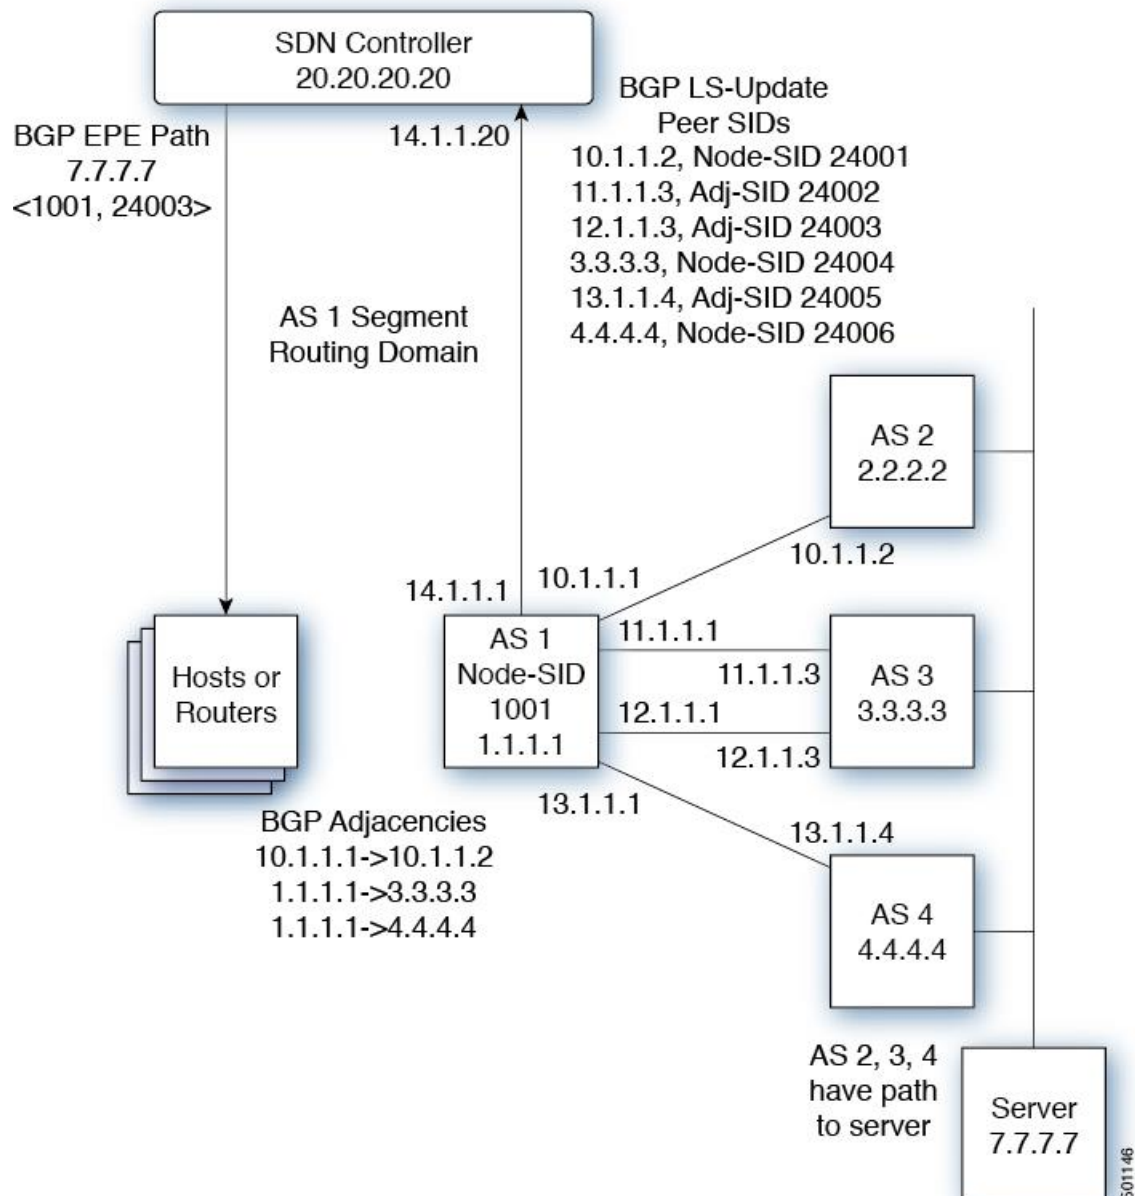 SDN Controller
20.20.20.20
BGP EPE Path
7.7.7.7
<1001, 24003>
14.1.1.20
BGP LS-Update
Peer SIDs
10.1.1.2, Node-SID 24001
11.1.1.3, Adj-SID 24002
12.1.1.3, Adj-SID 24003
3.3.3.3, Node-SID 24004
13.1.1.4, Adj-SID 24005
4.4.4.4, Node-SID 24006
AS 1 Segment
Routing Domain
AS 2
2.2.2.2
10.1.1.2
14.1.1.1
10.1.1.1
Hosts or
Routers
AS 1
Node-SID
1001
1.1.1.1
11.1.1.1
11.1.1.3
12.1.1.1
12.1.1.3
AS 3
3.3.3.3
13.1.1.1
13.1.1.4
BGP Adjacencies
10.1.1.1->10.1.1.2
1.1.1.1->3.3.3.3
1.1.1.1->4.4.4.4
AS 4
4.4.4.4
AS 2, 3, 4
have path
to server
Server
7.7.7.7